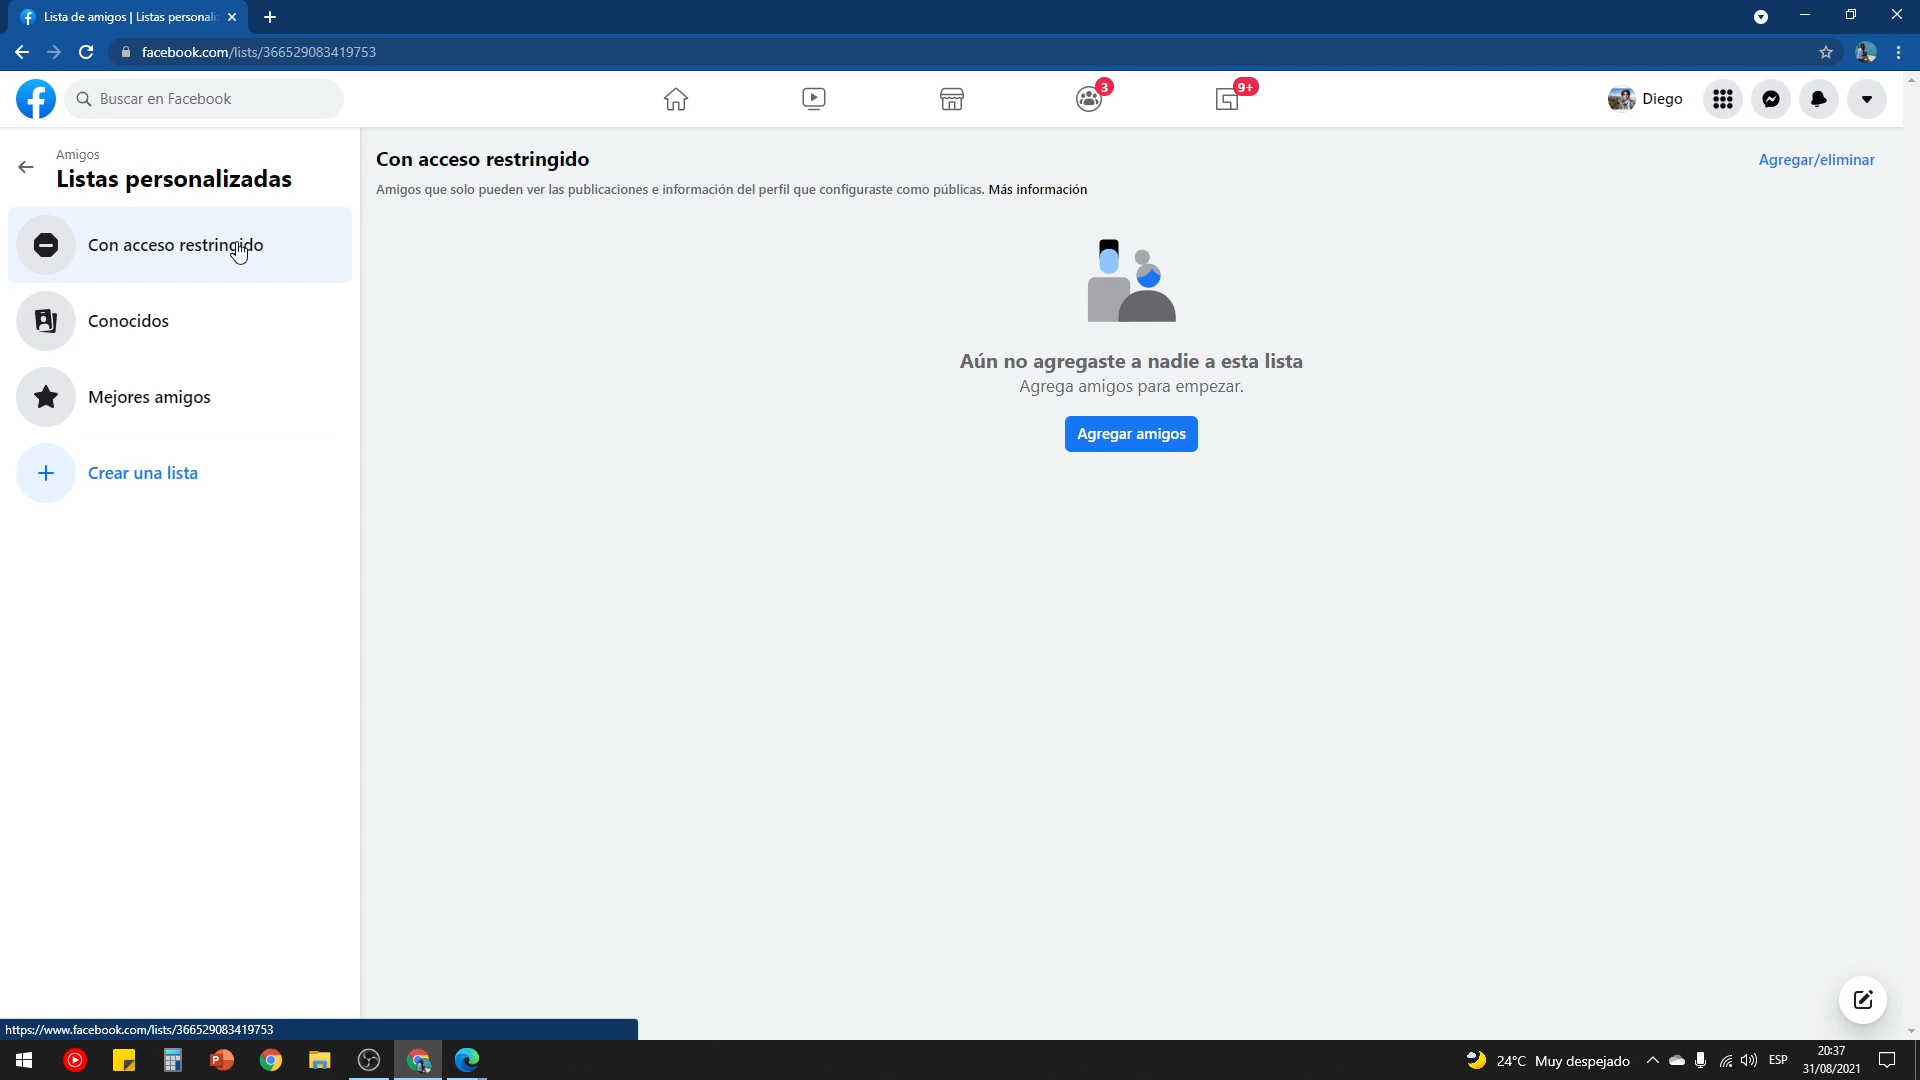 Lista de amigos | Listas personali
facebook.com/lists/366529083419753
Buscar en Facebook
3
9+
Diego
Amigos
Listas personalizadas
Con acceso restringido
Conocidos
Mejores amigos
Crear una lista
Con acceso restringido
Agregar/eliminar
Amigos que solo pueden ver las publicaciones e información del perfil que configuraste como públicas. Más información
Aún no agregaste a nadie a esta lista
Agrega amigos para empezar.
Agregar amigos
https://www.facebook.com/lists/366529083419753
24°C Muy despejado
ESP
20:37
31/08/2021